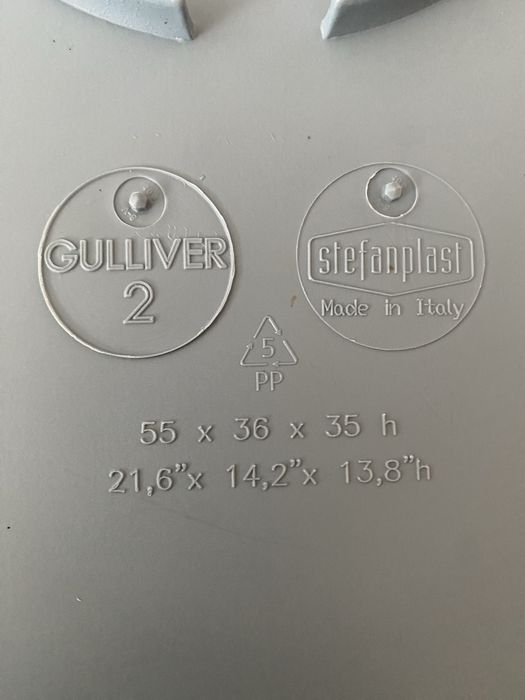 GULLIVER
2
stefanplast
Made in Italy
5
PP
55 x 36 x 35 h
21,6”x 14,2”x 13,8”h